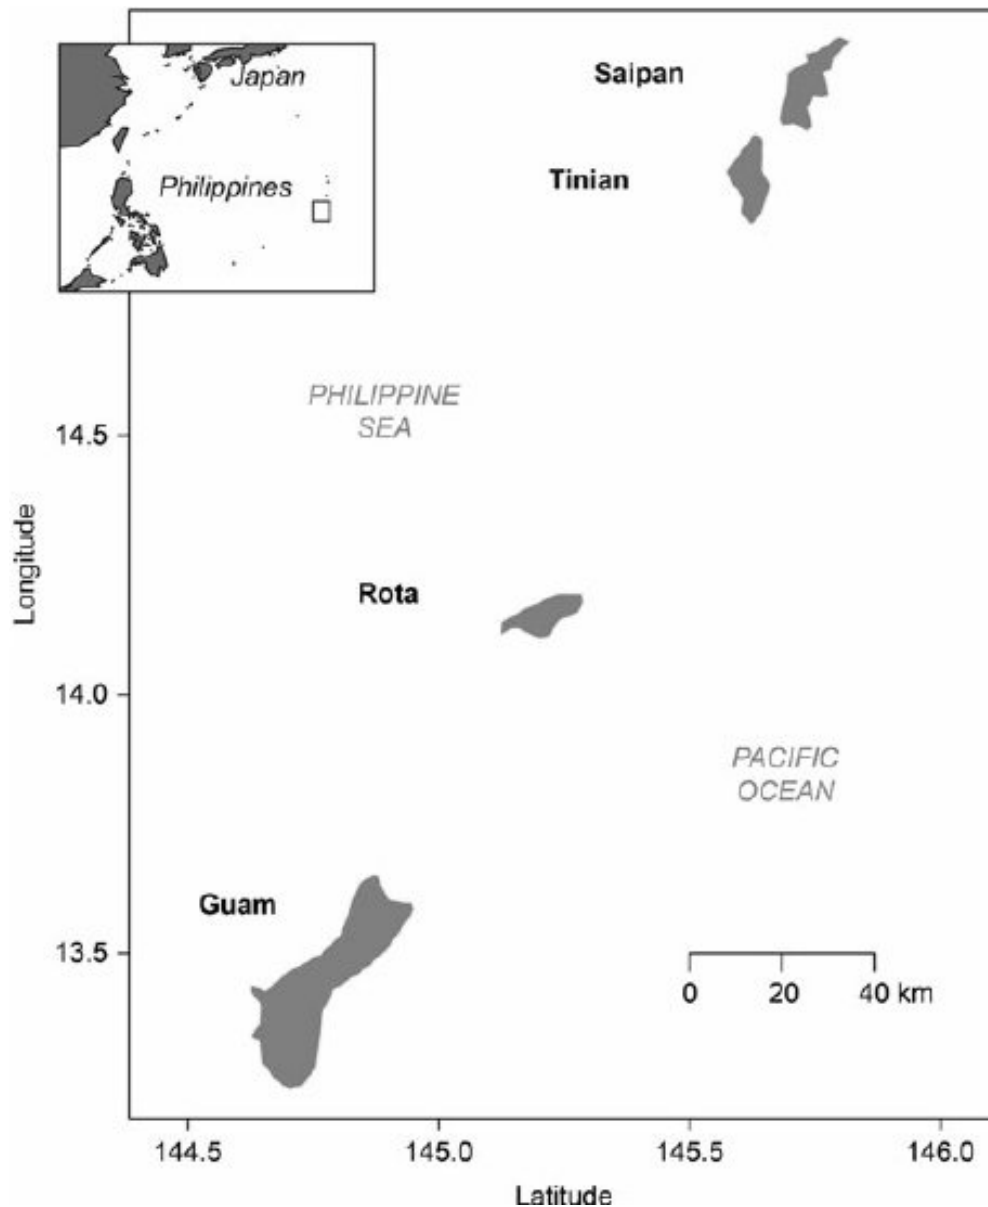 Japan
Saipan
Philippines
Tinian
PHILIPPINE
SEA
14.5
Longitude
Rota
14.0
PACIFIC
OCEAN
Guam
13.5
0 20 40 km
144.5 145.0 145.5 146.0
Latitude